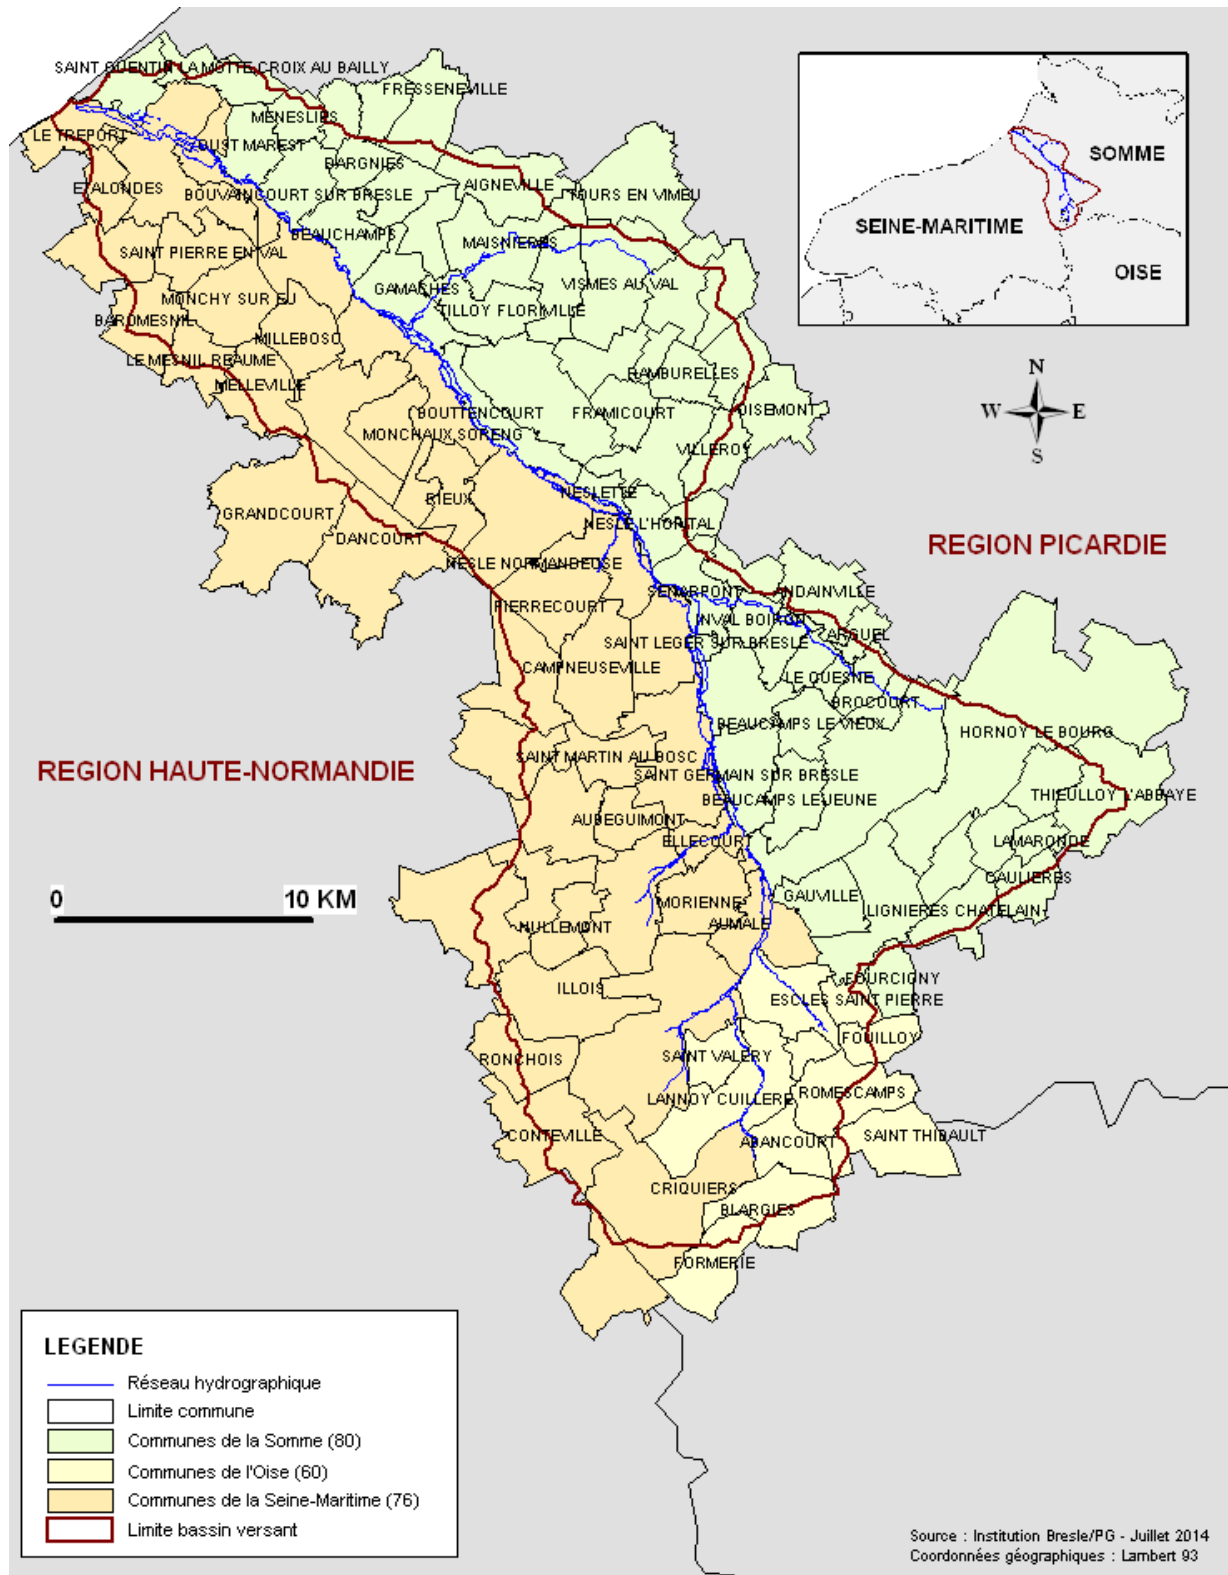 SAINT QUENTIN LA MOTTE CROIX AU BAILLY
FRESSENEVILLE
MENESLIES
LE TREPORT
OUST MAREST
DARGNIES
SOMME
AIGNEVILLE
ETALONDES
BOUVAINCOURT SUR BRESLE
TOURS EN VIMEU
SEINE-MARITIME
BEAUCHAMPS
MAISNIERES
SAINT PIERRE EN VAL
OISE
GAMACHES
VISMES AU VAL
MONCHY SUR EU
TILLOY FLORIVILLE
BAROMESNIL
MILLEBOSC
LE MESNIL REAUME
N
RAMBURELLES
MELLEVILLE
W
E
BOUTTENCOURT
FRAMICOURT
OISEMONT
MONCHAUX SORENG
VILLEROY
S
NESLETTE
RIEUX
GRANDCOURT
NESLE L'HOPITAL
DANCOURT
REGION PICARDIE
NESLE NORMANDEUSE
SENARPONT
ANDAINVILLE
PIERRECOURT
INVAL BOIRON
ARGUEL
SAINT LEGER SUR BRESLE
CAMPNEUSEVILLE
LE QUESNE
BROCOURT
BEAUCAMPS LE VIEUX
HORNOY LE BOURG
SAINT MARTIN AU BOSC
REGION HAUTE-NORMANDIE
SAINT GERMAIN SUR BRESLE
THIEULLOY L'ABBAYE
BEAUCAMPS LE JEUNE
AUBEGUIMONT
ELLECOURT
LAMARONDE
CAULIERES
0
10 KM
MORIENNE
GAUVILLE
LIGNIERES CHATELAIN
NULLEMONT
AUMALE
FOURCIGNY
ILLOIS
ESCLES SAINT PIERRE
FOUILLOY
RONCHOIS
SAINT VALERY
LANNOY CUILLERE
ROMESCAMPS
CONTEVILLE
ABANCOURT
SAINT THIBAULT
CRIQUIERS
BLARGIES
FORMERIE
LEGENDE
Réseau hydrographique
Limite commune
Communes de la Somme (80)
Communes de l'Oise (60)
Communes de la Seine-Maritime (76)
Limite bassin versant
Source : Institution Bresle/PG - Juillet 2014
Coordonnées géographiques : Lambert 93